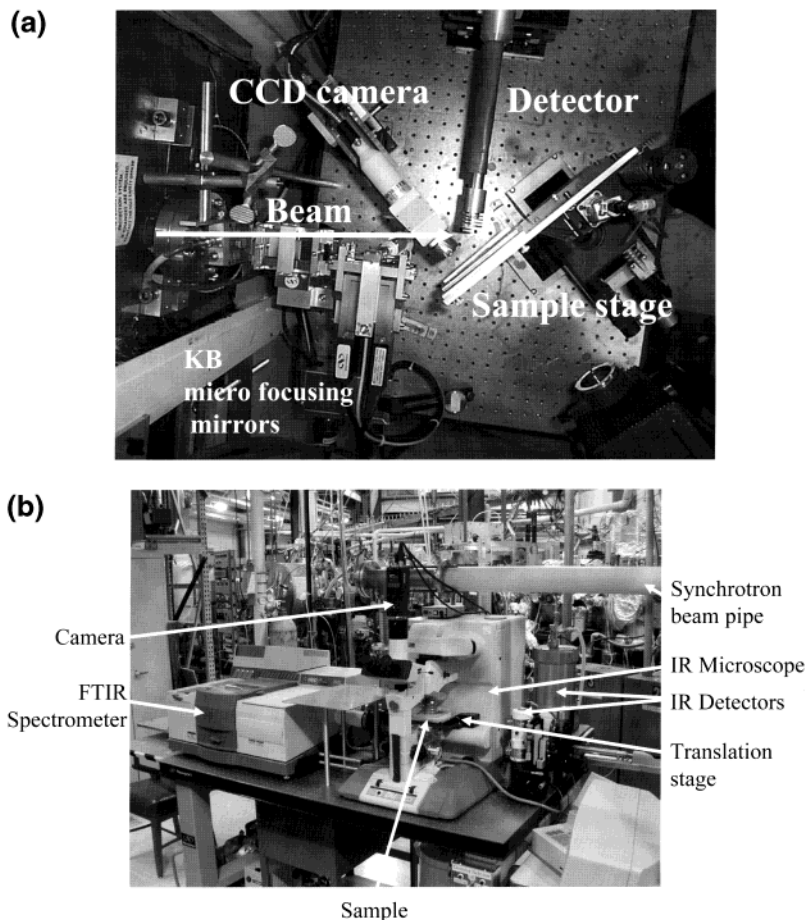 (a)
CCD camera
Detector
Beam
Sample stage
KB
micro focusing
mirrors
(b)
Camera
FTIR
Spectrometer
Synchrotron
beam pipe
IR Microscope
IR Detectors
Translation
stage
Sample